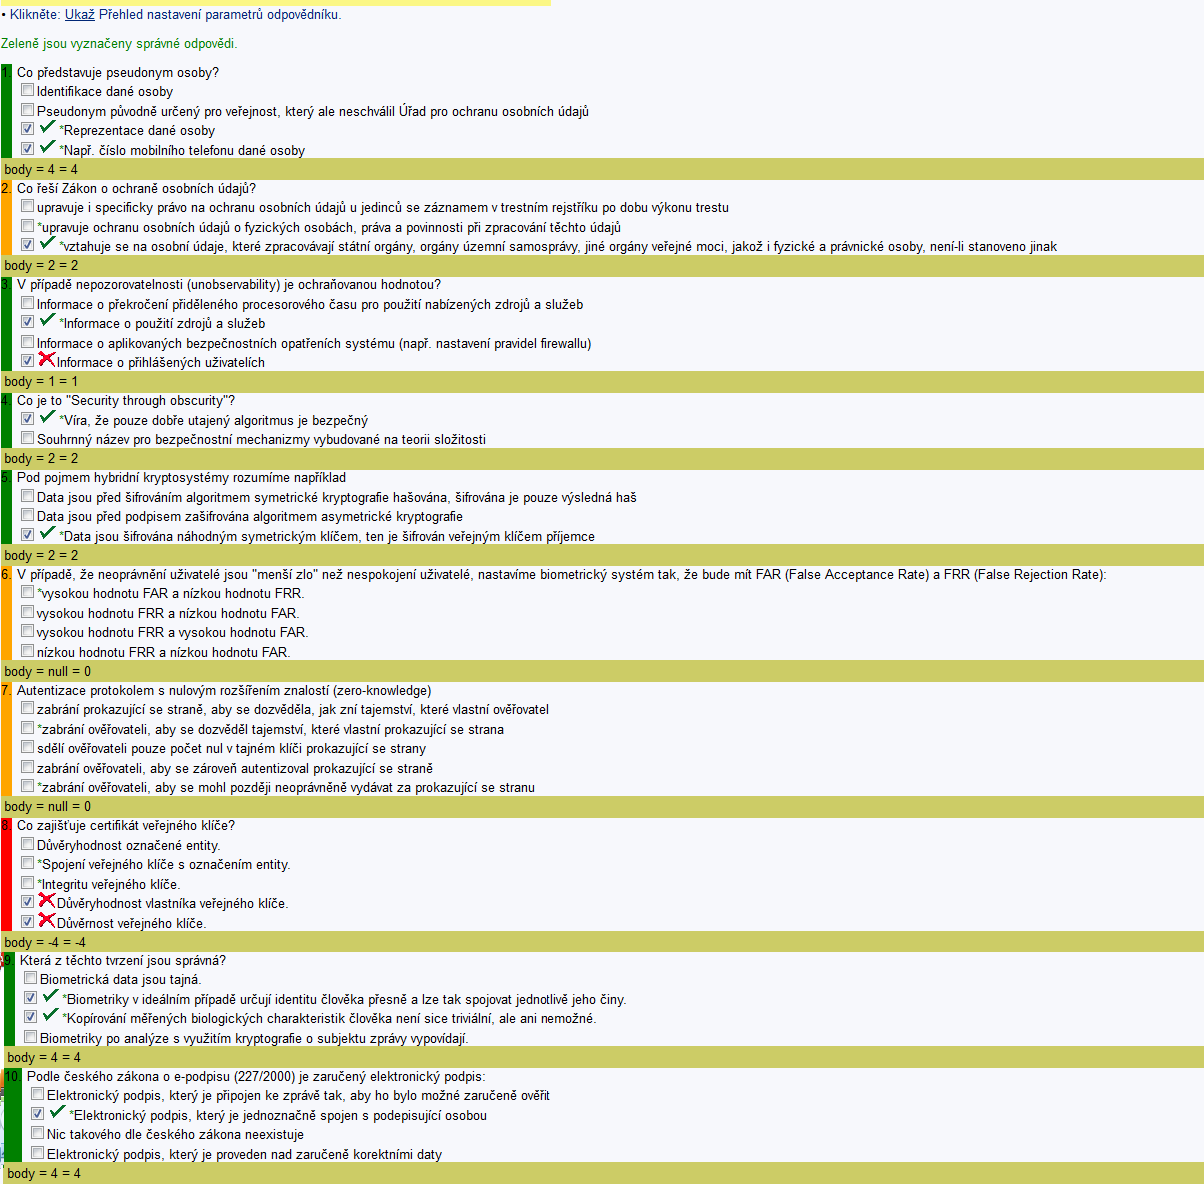 • Klikněte: Ukaž Přehled nastavení parametrů odpovědníku.
Zeleně jsou vyznačeny správné odpovědi.
1. Co představuje pseudonym osoby?
Identifikace dané osoby
Pseudonym původně určený pro veřejnost, který ale neschválil Úřad pro ochranu osobních údajů
*Reprezentace dané osoby
*Např. číslo mobilního telefonu dané osoby
body = 4 = 4
2. Co řeší Zákon o ochraně osobních údajů?
upravuje i specificky právo na ochranu osobních údajů u jedinců se záznamem v trestním rejstříku po dobu výkonu trestu
*upravuje ochranu osobních údajů o fyzických osobách, práva a povinnosti při zpracování těchto údajů
*vztahuje se na osobní údaje, které zpracovávají státní orgány, orgány územní samosprávy, jiné orgány veřejné moci, jakož i fyzické a právnické osoby, není-li stanoveno jinak
body = 2 = 2
3. V případě nepozorovatelnosti (unobservability) je ochraňovanou hodnotou?
Informace o překročení přiděleného procesorového času pro použití nabízených zdrojů a služeb
*Informace o použití zdrojů a služeb
Informace o aplikovaných bezpečnostních opatřeních systému (např. nastavení pravidel firewallu)
Informace o přihlášených uživatelích
body = 1 = 1
4. Co je to "Security through obscurity"?
*Víra, že pouze dobře utajený algoritmus je bezpečný
Souhrnný název pro bezpečnostní mechanizmy vybudované na teorii složitosti
body = 2 = 2
5. Pod pojmem hybridní kryptosystémy rozumíme například
Data jsou před šifrováním algoritmem symetrické kryptografie hašována, šifrována je pouze výsledná haš
Data jsou před podpisem zašifrována algoritmem asymetrické kryptografie
*Data jsou šifrována náhodným symetrickým klíčem, ten je šifrován veřejným klíčem příjemce
body = 2 = 2
6. V případě, že neoprávnění uživatelé jsou "menší zlo" než nespokojení uživatelé, nastavíme biometrický systém tak, že bude mít FAR (False Acceptance Rate) a FRR (False Rejection Rate):
*vysokou hodnotu FAR a nízkou hodnotu FRR.
vysokou hodnotu FRR a nízkou hodnotu FAR.
vysokou hodnotu FRR a vysokou hodnotu FAR.
nízkou hodnotu FRR a nízkou hodnotu FAR.
body = null = 0
7. Autentizace protokolem s nulovým rozšířením znalostí (zero-knowledge)
zabrání prokazující se straně, aby se dozvěděla, jak zní tajemství, které vlastní ověřovatel
*zabrání ověřovateli, aby se dozvěděl tajemství, které vlastní prokazující se strana
sdělí ověřovateli pouze počet nul v tajném klíči prokazující se strany
zabrání ověřovateli, aby se zároveň autentizoval prokazující se straně
*zabrání ověřovateli, aby se mohl později neoprávněně vydávat za prokazující se stranu
body = null = 0
8. Co zajišťuje certifikát veřejného klíče?
Důvěryhodnost označené entity.
*Spojení veřejného klíče s označením entity.
*Integritu veřejného klíče.
Důvěryhodnost vlastníka veřejného klíče.
Důvěrnost veřejného klíče.
body = -4 = -4
9. Která z těchto tvrzení jsou správná?
Biometrická data jsou tajná.
*Biometriky v ideálním případě určují identitu člověka přesně a lze tak spojovat jednotlivě jeho činy.
*Kopírování měřených biologických charakteristik člověka není sice triviální, ale ani nemožné.
Biometriky po analýze s využitím kryptografie o subjektu zprávy vypovídají.
body = 4 = 4
10. Podle českého zákona o e-podpisu (227/2000) je zaručený elektronický podpis:
Elektronický podpis, který je připojen ke zprávě tak, aby ho bylo možné zaručeně ověřit
*Elektronický podpis, který je jednoznačně spojen s podepisující osobou
Nic takového dle českého zákona neexistuje
Elektronický podpis, který je proveden nad zaručeně korektními daty
body = 4 = 4